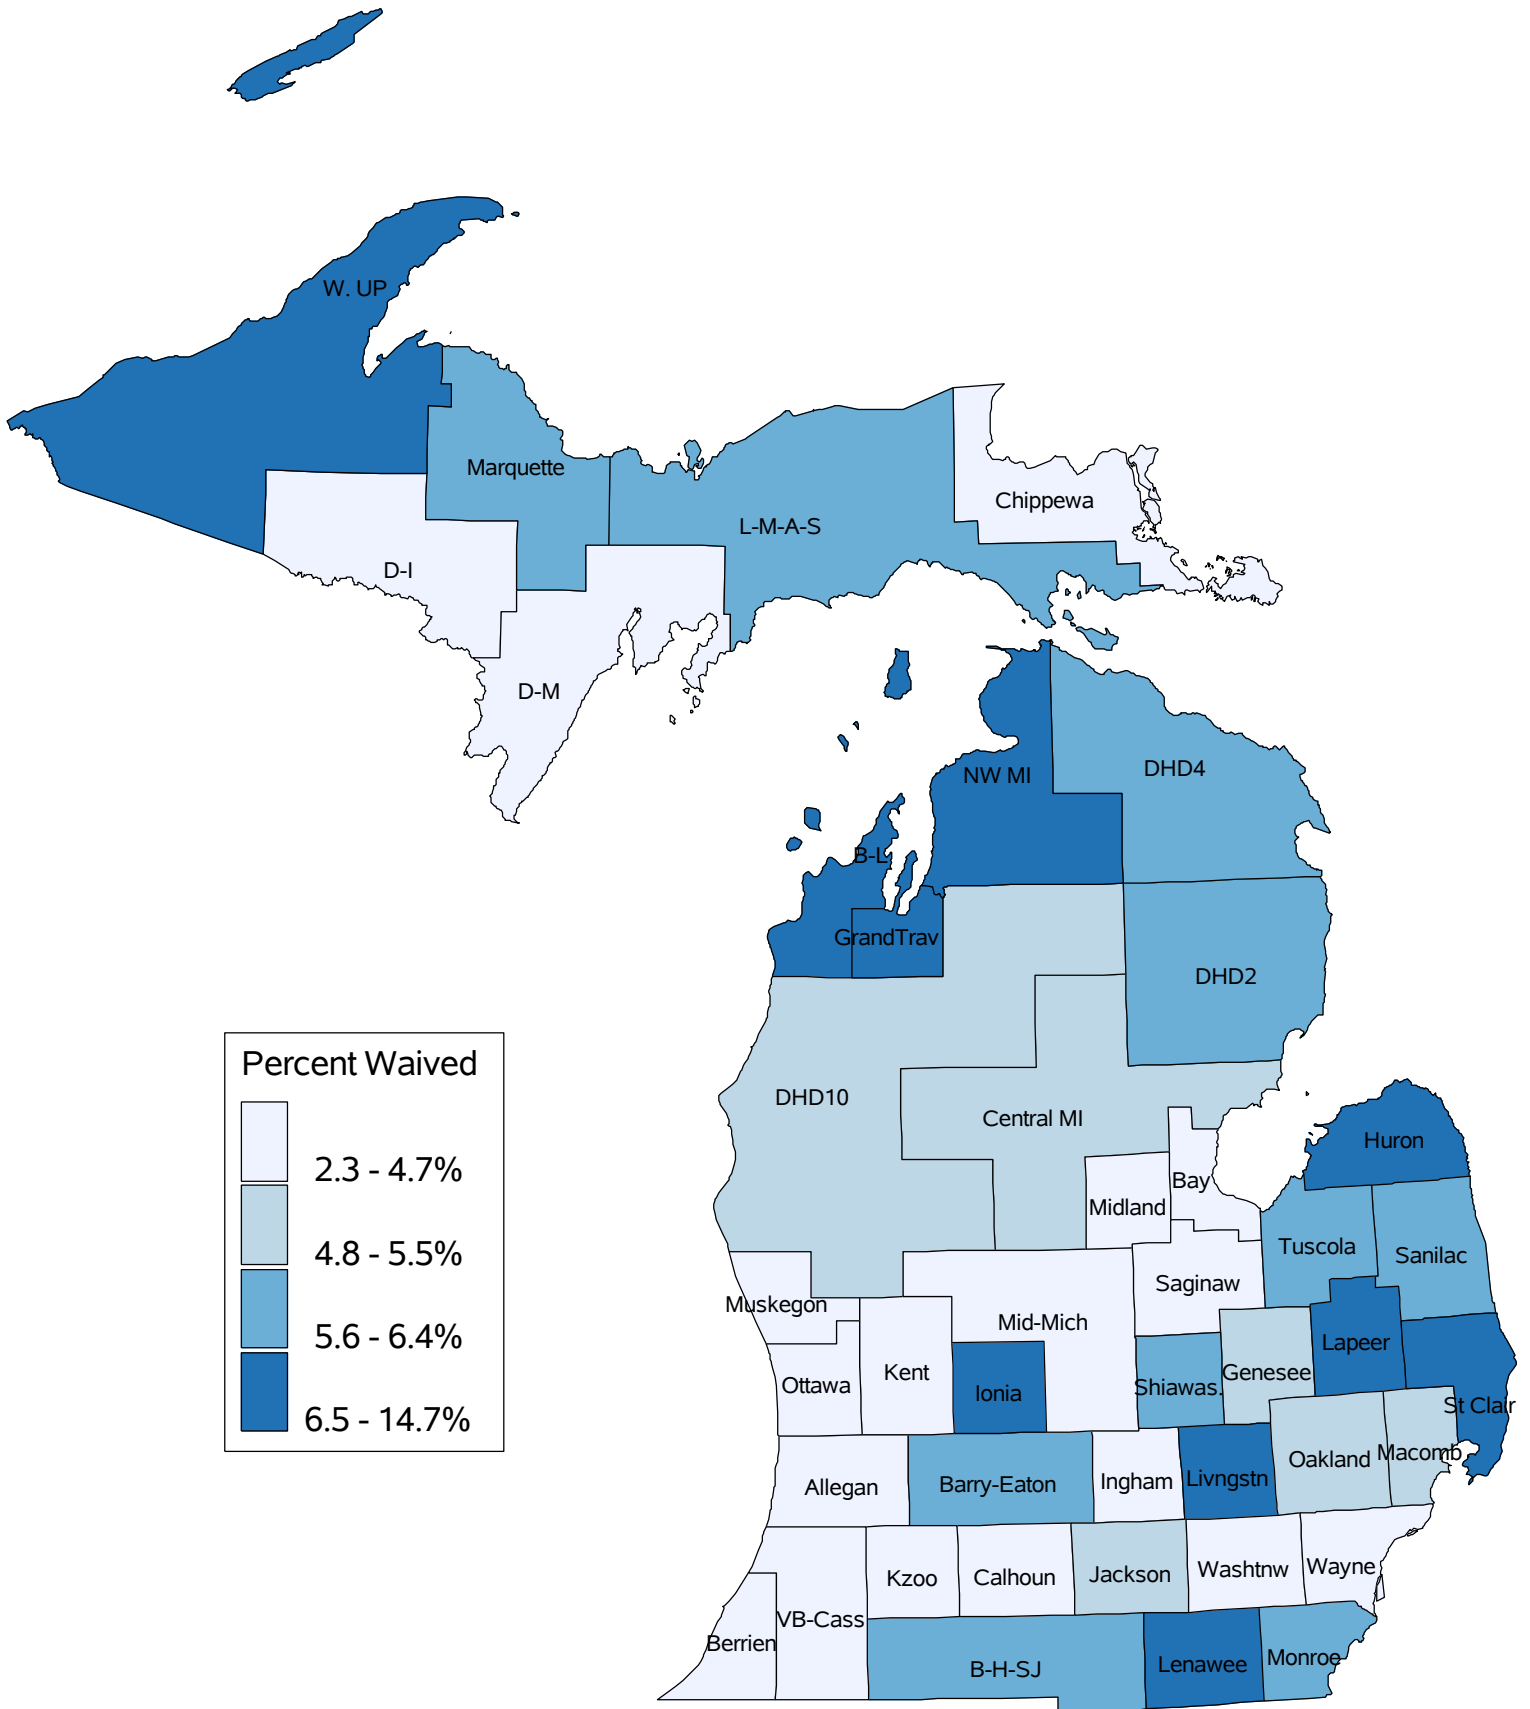 W. UP
Marquette
Chippewa
L-M-A-S
D-I
D-M
NW MI
DHD4
B-L
GrandTrav
DHD2
Percent Waived
2.3 - 4.7%
4.8 - 5.5%
5.6 - 6.4%
6.5 - 14.7%
DHD10
Central MI
Huron
Bay
Midland
Tuscola
Sanilac
Saginaw
Muskegon
Mid-Mich
Lapeer
Kent
Genesee
Ottawa
Ionia
Shiawas.
St Clair
Macomb
Oakland
Allegan
Barry-Eaton
Ingham
Livngstn
Kzoo
Calhoun
Jackson
Washtnw
Wayne
VB-Cass
Berrien
B-H-SJ
Lenawee
Monroe